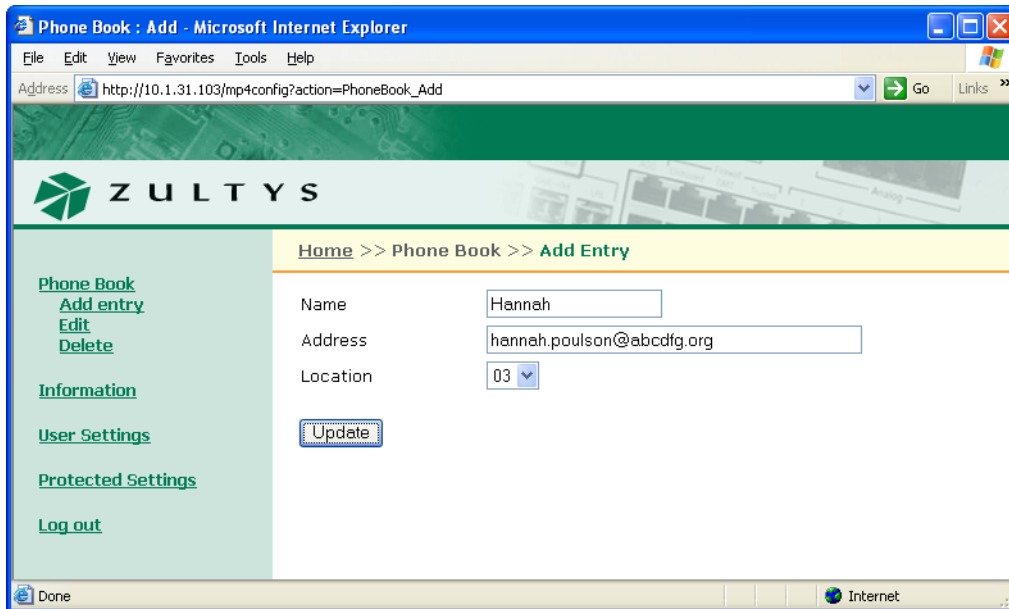 Phone Book : Add - Microsoft Internet Explorer
File Edit View Favorites Tools Help
Address http://10.1.31.103/mp4config?action=PhoneBook_Add Go Links »
ZULTYS
Analog
Home >> Phone Book >> Add Entry
Phone Book
Add entry
Edit
Delete
Information
User Settings
Protected Settings
Log out
Name Hannah
Address hannah.poulson@abcdfg.org
Location 03
Update
Done Internet